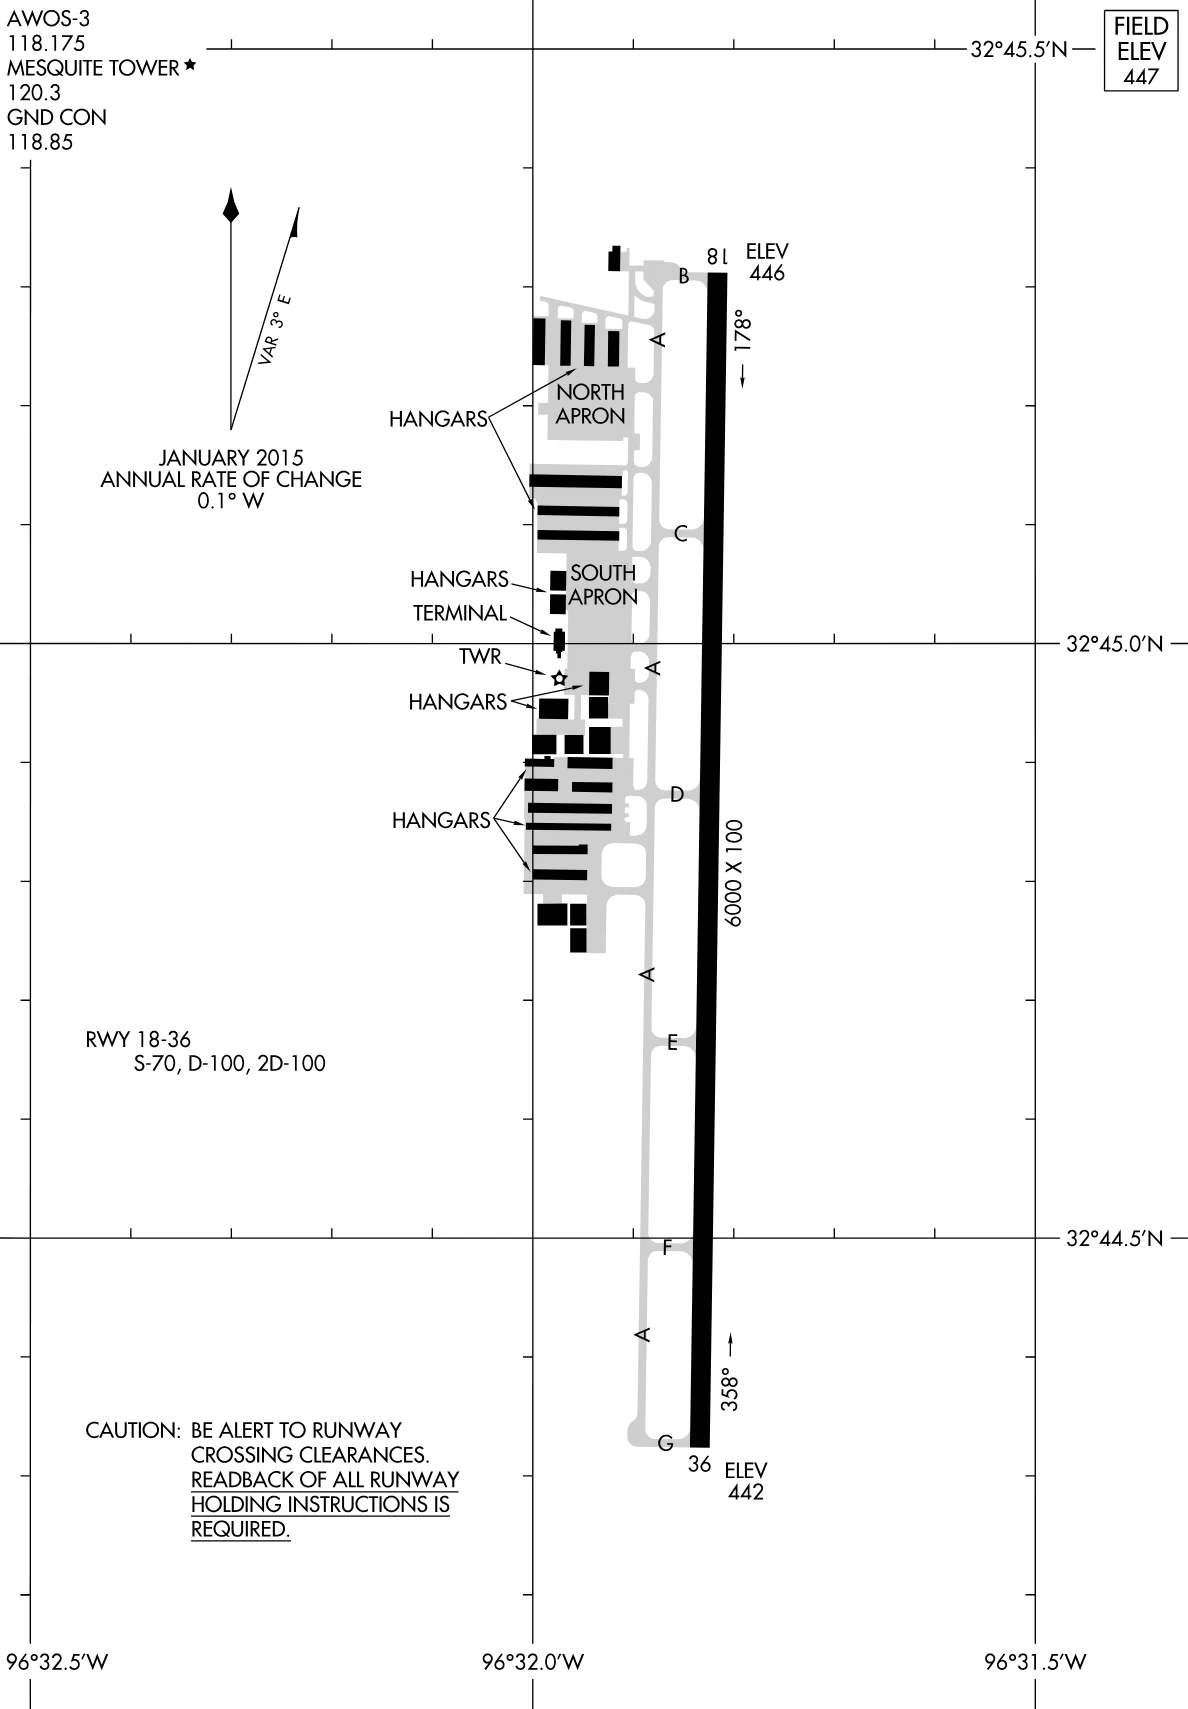 AWOS-3
118.175
MESQUITE TOWER★
120.3
GND CON
118.85
32°45.5'N
FIELD
ELEV
447
VAR 3° E
JANUARY 2015
ANNUAL RATE OF CHANGE
0.1° W
18
ELEV
446
B
178°
A
NORTH
APRON
HANGARS
C
HANGARS
SOUTH
APRON
TERMINAL
32°45.0'N
TWR
A
HANGARS
D
HANGARS
6000 X 100
A
RWY 18-36
S-70, D-100, 2D-100
E
32°44.5'N
F
A
358°
G
36
ELEV
442
CAUTION: BE ALERT TO RUNWAY
CROSSING CLEARANCES.
READBACK OF ALL RUNWAY
HOLDING INSTRUCTIONS IS
REQUIRED.
96°32.5'W
96°32.0'W
96°31.5'W